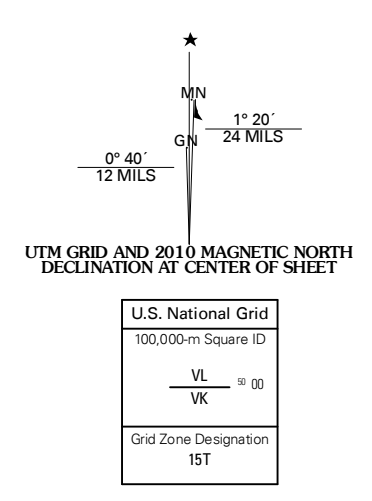 ★
MN
1° 20´
24 MILS
GN
0° 40´
12 MILS
UTM GRID AND 2010 MAGNETIC NORTH
DECLINATION AT CENTER OF SHEET
U.S. National Grid
100,000-m Square ID
VL
50 00
VK
Grid Zone Designation
15T